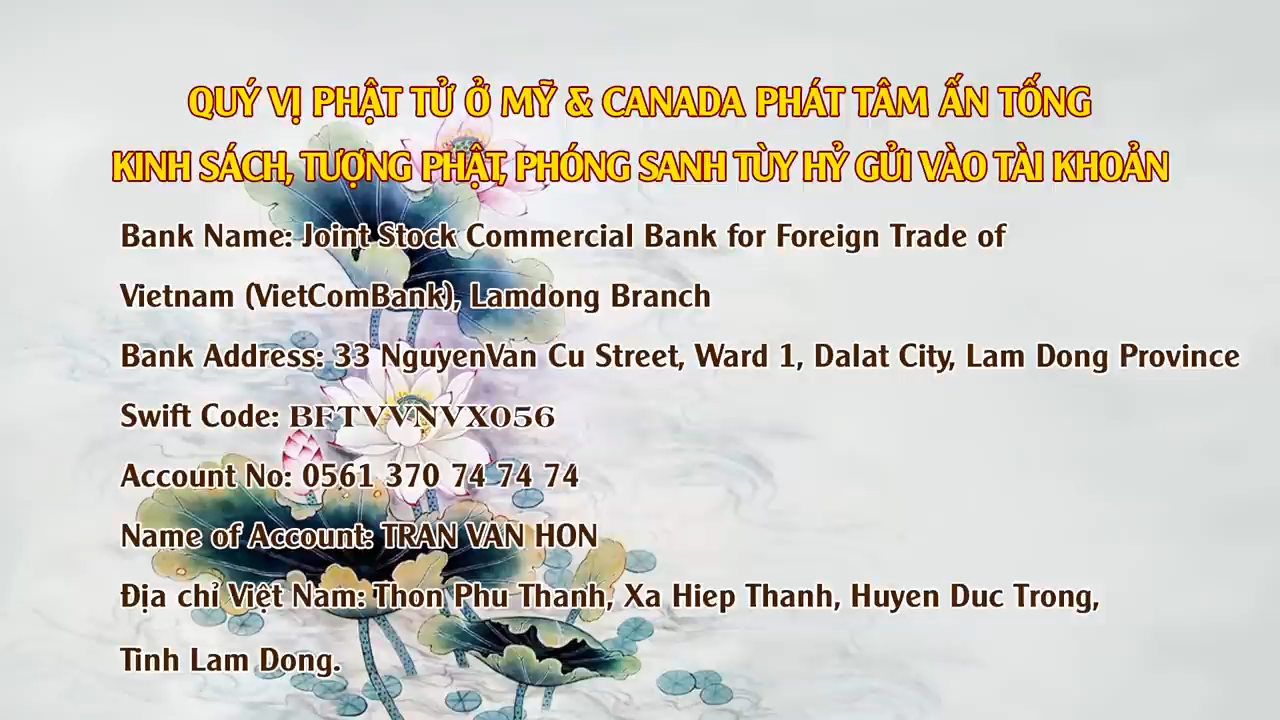 QUÝ VỊ PHẬT TỬ Ở MỸ & CANADA PHÁT TÂM ẤN TỐNG
KINH SÁCH, TƯỢNG PHẬT, PHÓNG SANH TÙY HỶ GỬI VÀO TÀI KHOẢN
Bank Name: Joint Stock Commercial Bank for Foreign Trade of
Vietnam (VietComBank), Lamdong Branch
Bank Address: 33 NguyenVan Cu Street, Ward 1, Dalat City, Lam Dong Province
Swift Code: BFTVVNVX056
Account No: 0561 370 74 74 74
Name of Account: TRAN VAN HON
Địa chỉ Việt Nam: Thon Phu Thanh, Xa Hiep Thanh, Huyen Duc Trong,
Tinh Lam Dong.